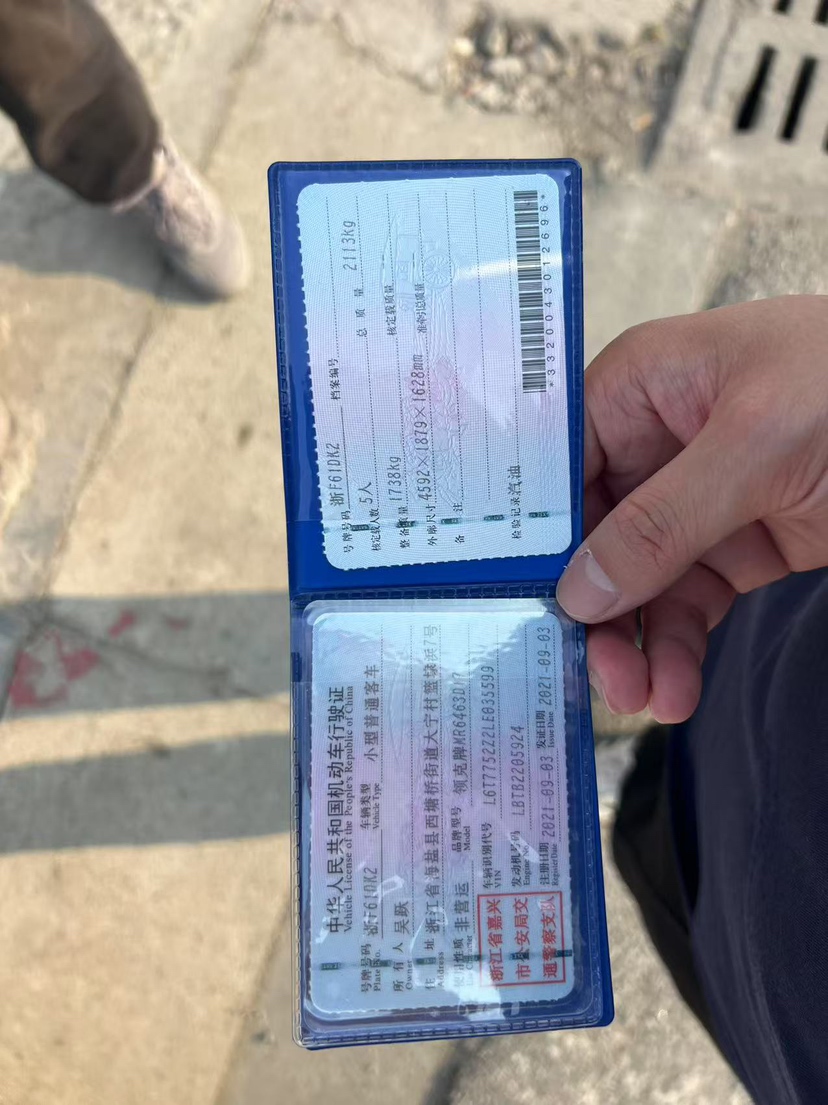 中华人民共和国机动车行驶证
Vehicle License of the People's Republic of China
号牌号码 浙F61DK2 车辆类型 小型普通客车
Plate No. Vehicle Type
所有人 吴跃
Owner
住址 浙江省海盐县西塘桥街道大宁村篮
Address
使用性质 非营运 品牌型号 领克牌MR6463D
Use Character Model
浙江省嘉兴
市公安局交
通警察支队
车辆识别代号 L6T7752Z2LE035599
VIN
发动机号码 LBTB2205924
Engine No.
注册日期 2021-09-03 发证日期 2021-09-03
Register Date Issue Date
号牌号码 浙F61DK2 档案编号
核定载人数 5人 总质量 2113kg
整备质量 1738kg 核定载质量
外廓尺寸 4592×1879×1628mm 准牵引总质量
备注
检验记录 汽油
*3320043012696*